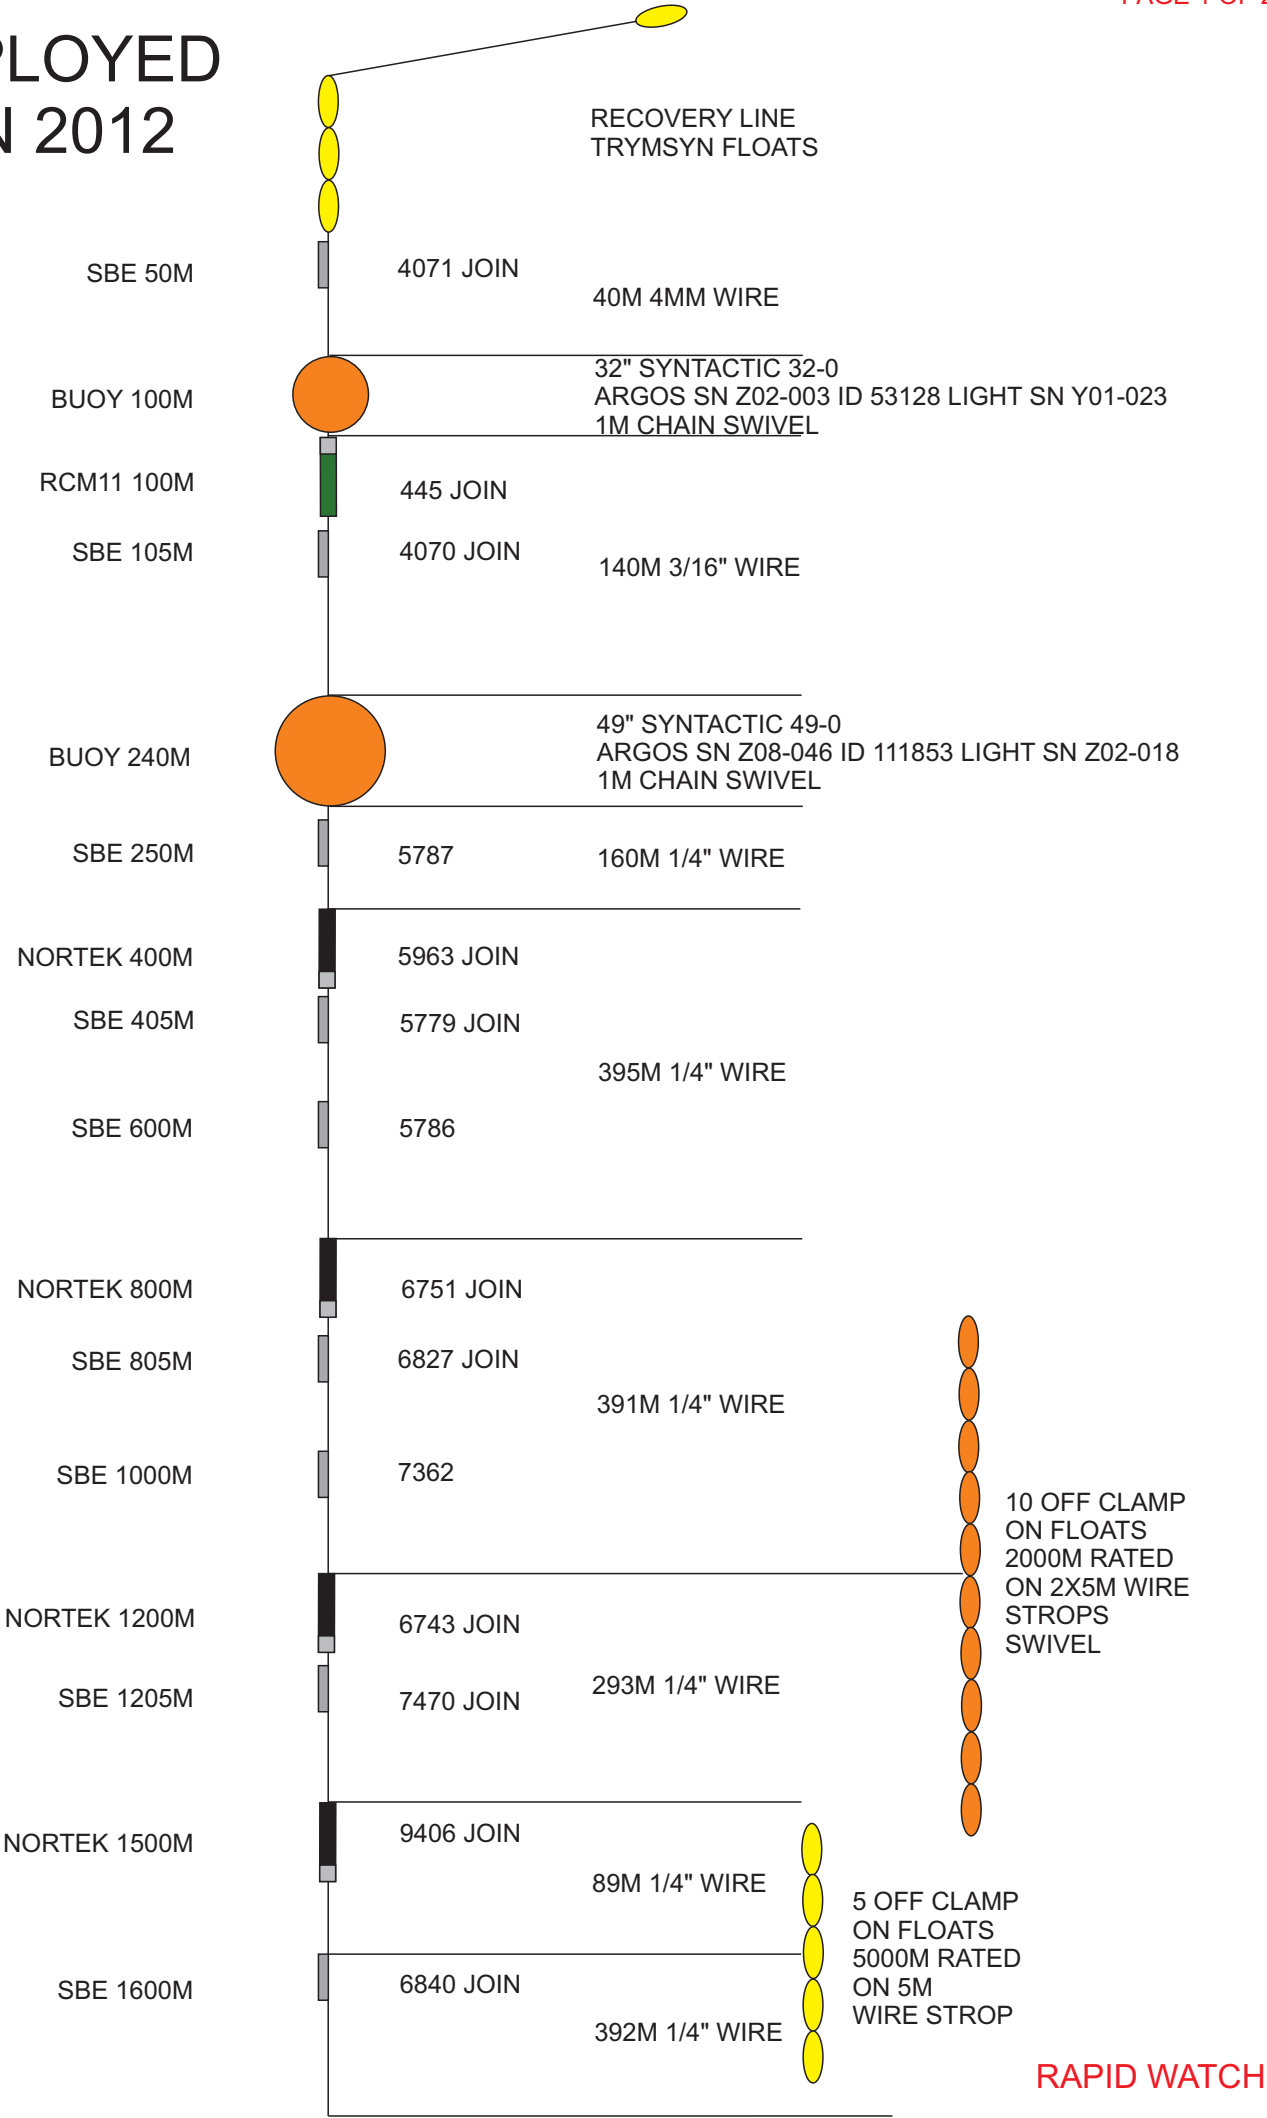 PLOYED
N 2012
RECOVERY LINE
TRYMSYN FLOATS
SBE 50M
4071 JOIN
40M 4MM WIRE
BUOY 100M
32" SYNTACTIC 32-0
ARGOS SN Z02-003 ID 53128 LIGHT SN Y01-023
1M CHAIN SWIVEL
RCM11 100M
445 JOIN
SBE 105M
4070 JOIN
140M 3/16" WIRE
BUOY 240M
49" SYNTACTIC 49-0
ARGOS SN Z08-046 ID 111853 LIGHT SN Z02-018
1M CHAIN SWIVEL
SBE 250M
5787
160M 1/4" WIRE
NORTEK 400M
5963 JOIN
SBE 405M
5779 JOIN
395M 1/4" WIRE
SBE 600M
5786
NORTEK 800M
6751 JOIN
SBE 805M
6827 JOIN
391M 1/4" WIRE
SBE 1000M
7362
10 OFF CLAMP
ON FLOATS
2000M RATED
ON 2X5M WIRE
STROPS
SWIVEL
NORTEK 1200M
6743 JOIN
SBE 1205M
7470 JOIN
293M 1/4" WIRE
NORTEK 1500M
9406 JOIN
89M 1/4" WIRE
5 OFF CLAMP
ON FLOATS
5000M RATED
ON 5M
WIRE STROP
SBE 1600M
6840 JOIN
392M 1/4" WIRE
RAPID WATCH